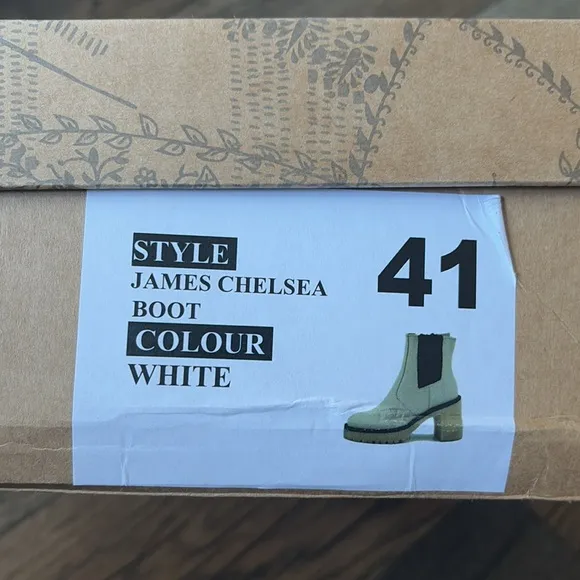 STYLE
JAMES CHELSEA
BOOT
COLOUR
WHITE
41